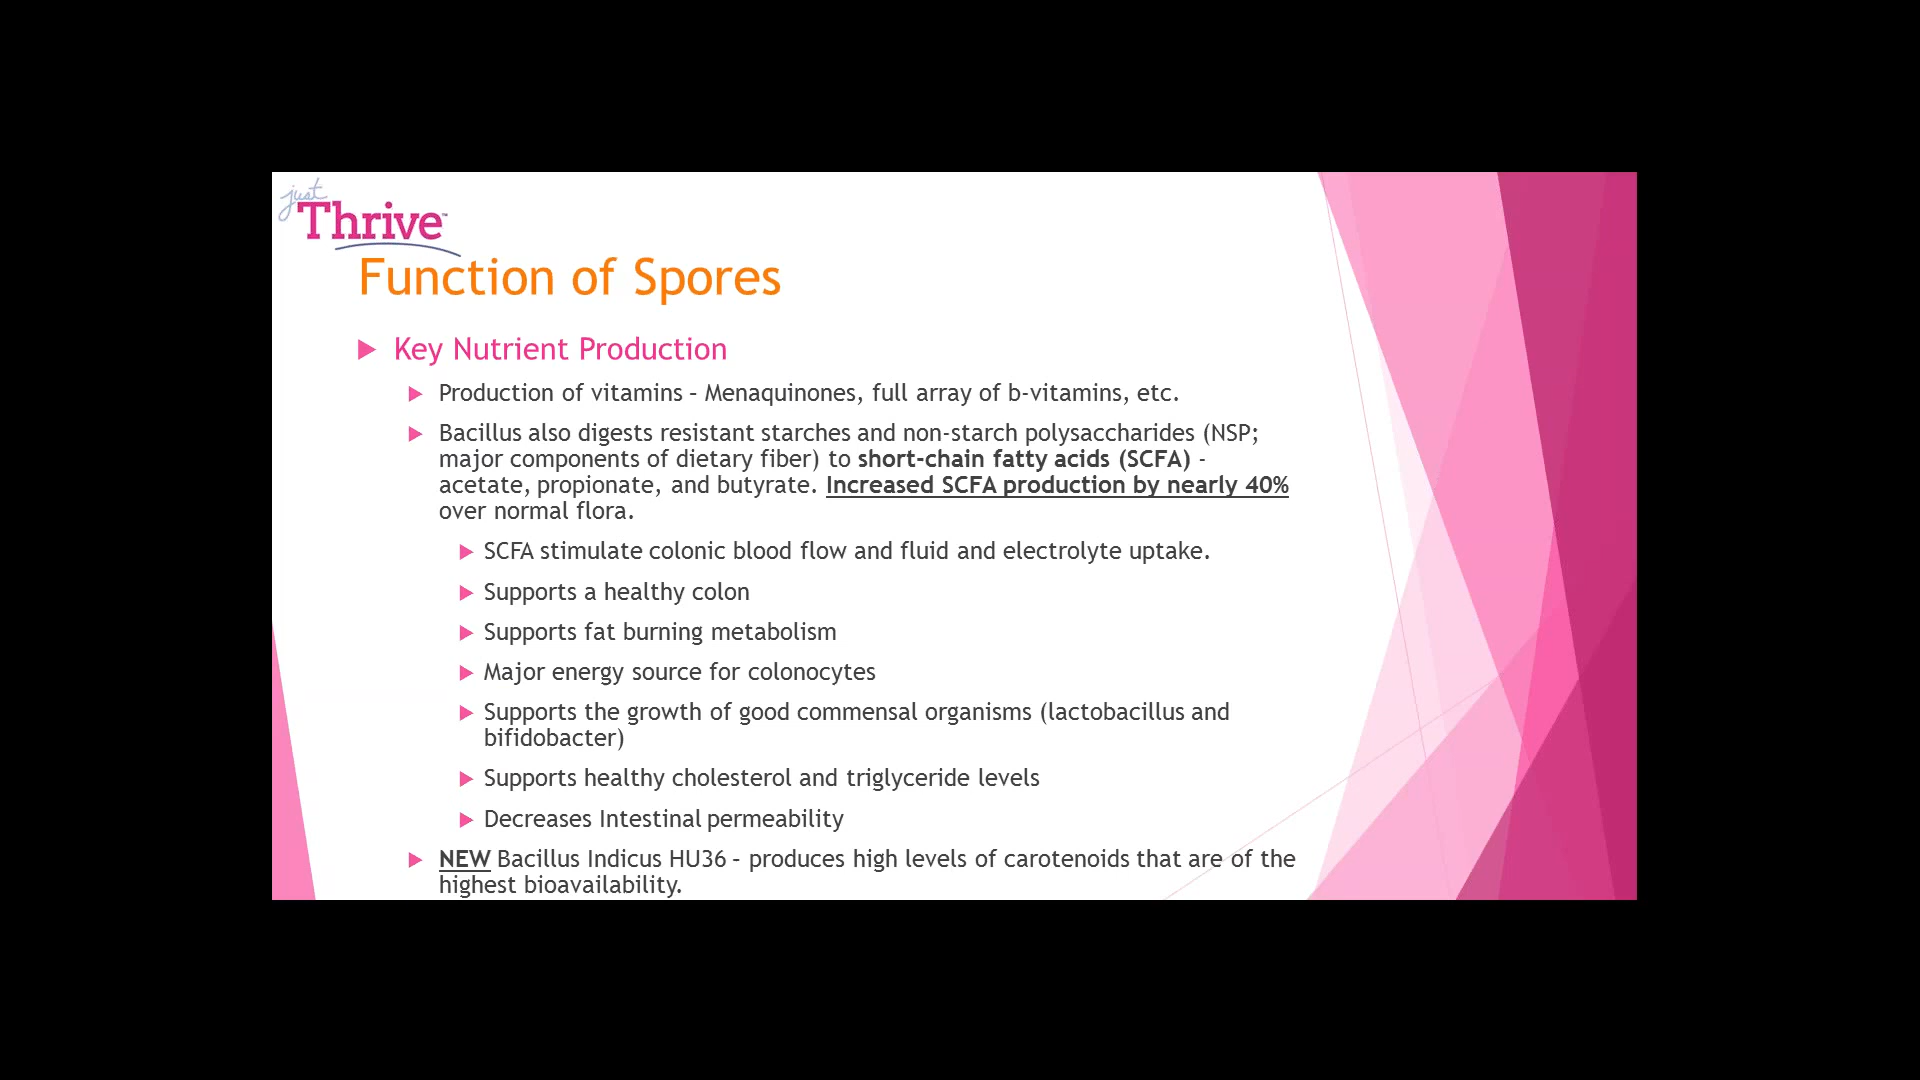 just
Thrive™
Function of Spores
Key Nutrient Production
Production of vitamins – Menaquinones, full array of b-vitamins, etc.
Bacillus also digests resistant starches and non-starch polysaccharides (NSP;
major components of dietary fiber) to short-chain fatty acids (SCFA) -
acetate, propionate, and butyrate. Increased SCFA production by nearly 40%
over normal flora.
SCFA stimulate colonic blood flow and fluid and electrolyte uptake.
Supports a healthy colon
Supports fat burning metabolism
Major energy source for colonocytes
Supports the growth of good commensal organisms (lactobacillus and
bifidobacter)
Supports healthy cholesterol and triglyceride levels
Decreases Intestinal permeability
NEW Bacillus Indicus HU36 – produces high levels of carotenoids that are of the
highest bioavailability.